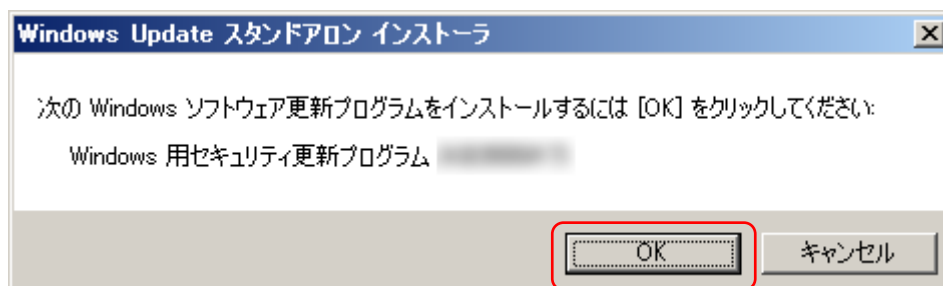 Windows Update スタンドアロン インストーラ
次の Windows ソフトウェア更新プログラムをインストールするには [OK] をクリックしてください:
Windows 用セキュリティ更新プログラム
OK
キャンセル